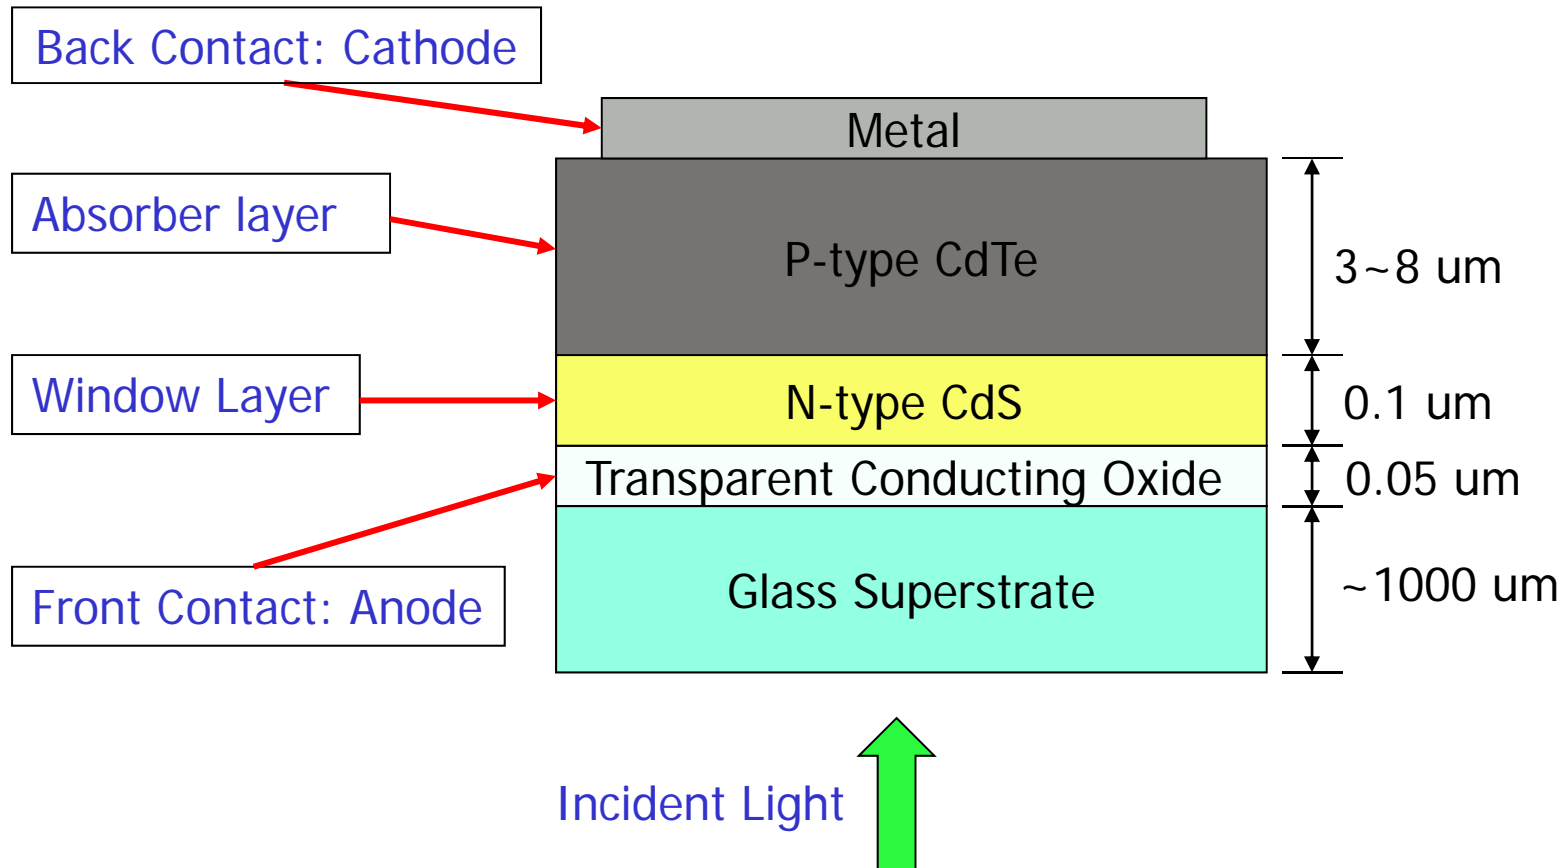 Back Contact: Cathode
Metal
Absorber layer
P-type CdTe
3~8 um
Window Layer
N-type CdS
0.1 um
Transparent Conducting Oxide
0.05 um
Front Contact: Anode
Glass Superstrate
~1000 um
Incident Light